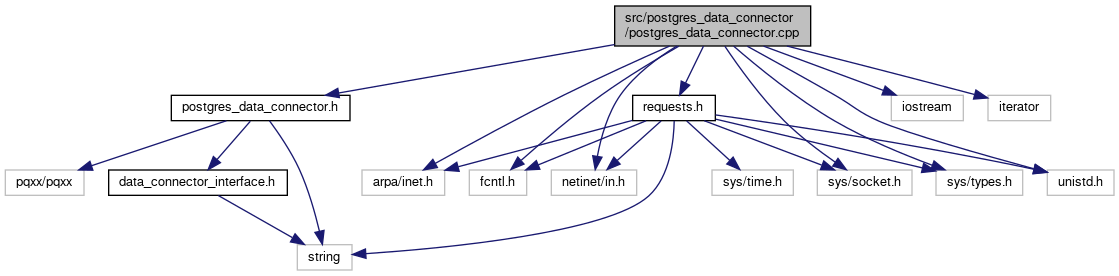 src/postgres_data_connector
/postgres_data_connector.cpp
postgres_data_connector.h
requests.h
iostream
iterator
pqxx/pqxx
data_connector_interface.h
arpa/inet.h
fcntl.h
netinet/in.h
sys/time.h
sys/socket.h
sys/types.h
unistd.h
string